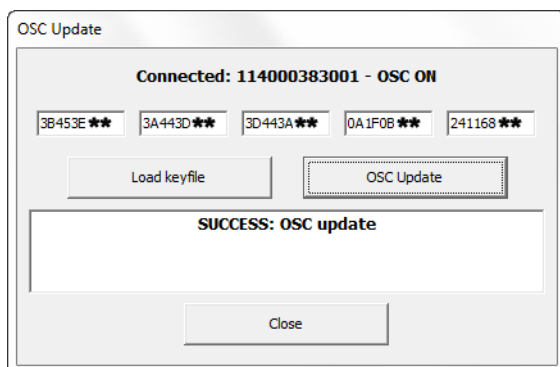 OSC Update
Connected: 114000383001 - OSC ON
3B453E** 3A443D** 3D443A** 0A1F0B** 241168**
Load keyfile OSC Update
SUCCESS: OSC update
Close